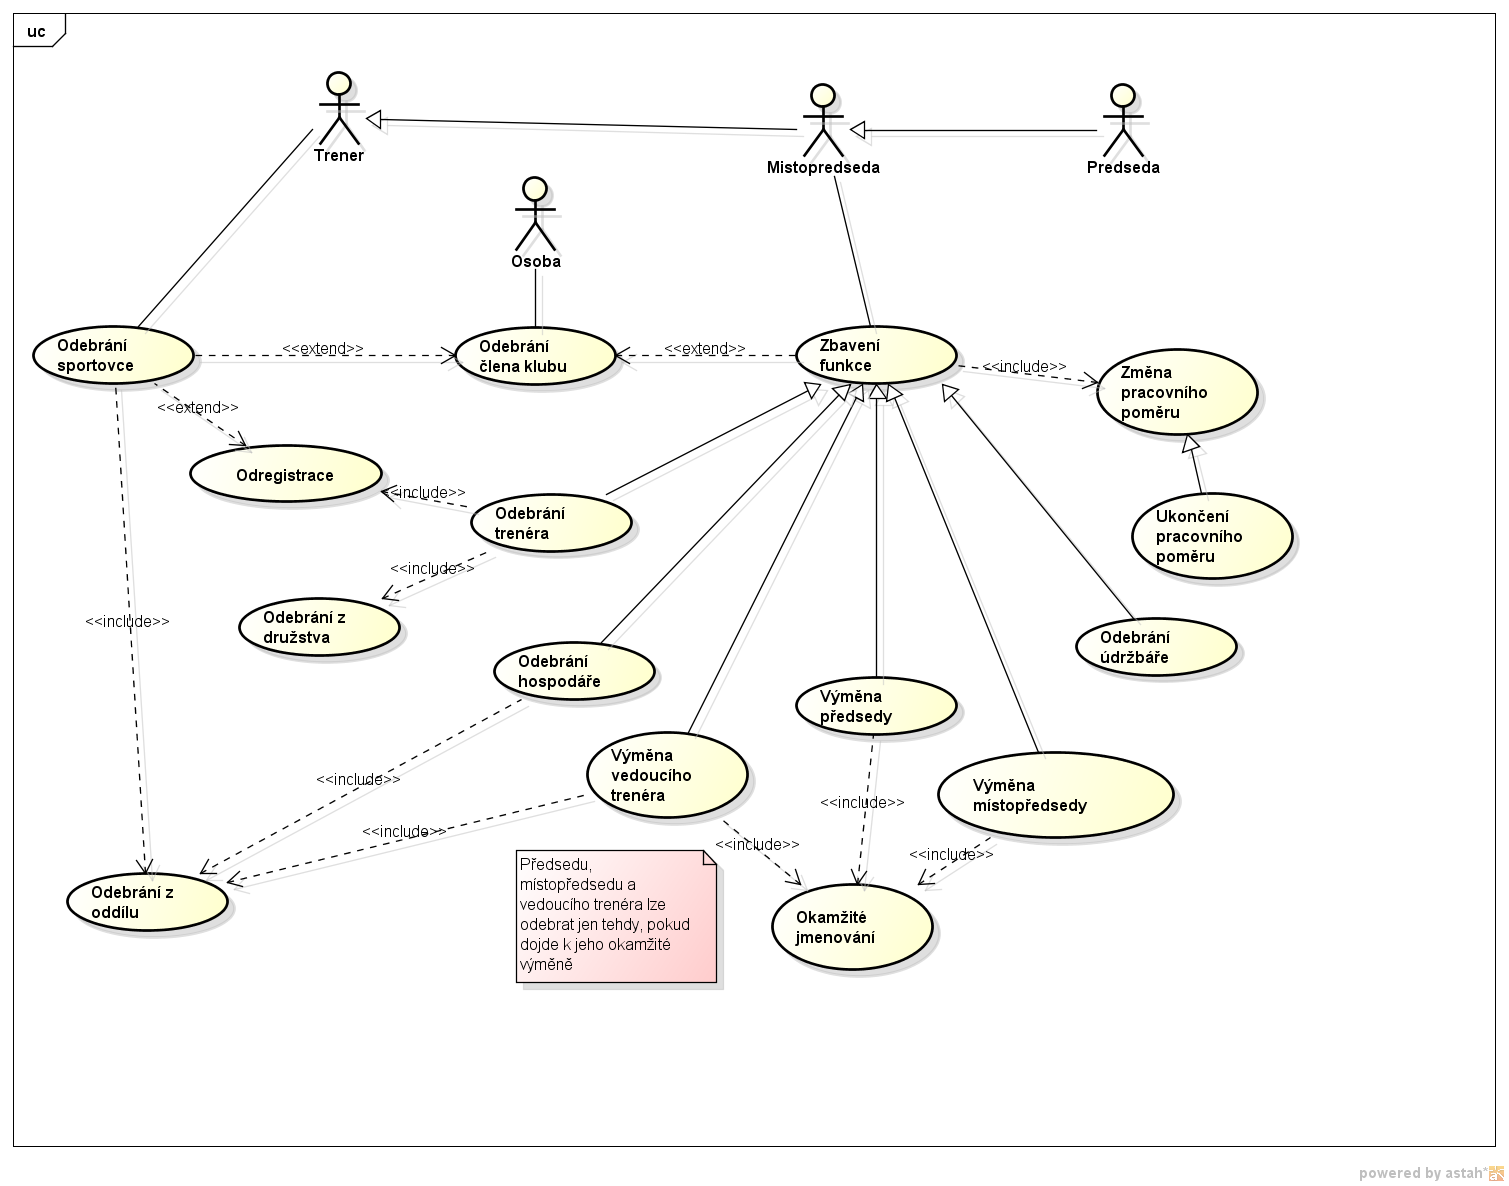 uc
Trener
Mistopredseda
Predseda
Osoba
Odebrání
sportovce
<<extend>>
Odebrání
člena klubu
<<extend>>
Zbavení
funkce
<<include>>
Změna
pracovního
poměru
<<extend>>
Odregistrace
<<include>>
Odebrání
trenéra
Ukončení
pracovního
poměru
<<include>>
Odebrání z
družstva
<<include>>
Odebrání
hospodáře
Odebrání
údržbáře
Výměna
předsedy
Výměna
vedoucího
trenéra
<<include>>
Výměna
místopředsedy
<<include>>
<<include>>
<<include>>
<<include>>
Předsedu,
místopředsedu a
vedoucího trenéra lze
odebrat jen tehdy, pokud
dojde k jeho okamžité
výměně
Odebrání z
oddílu
Okamžité
jmenování
powered by astah*